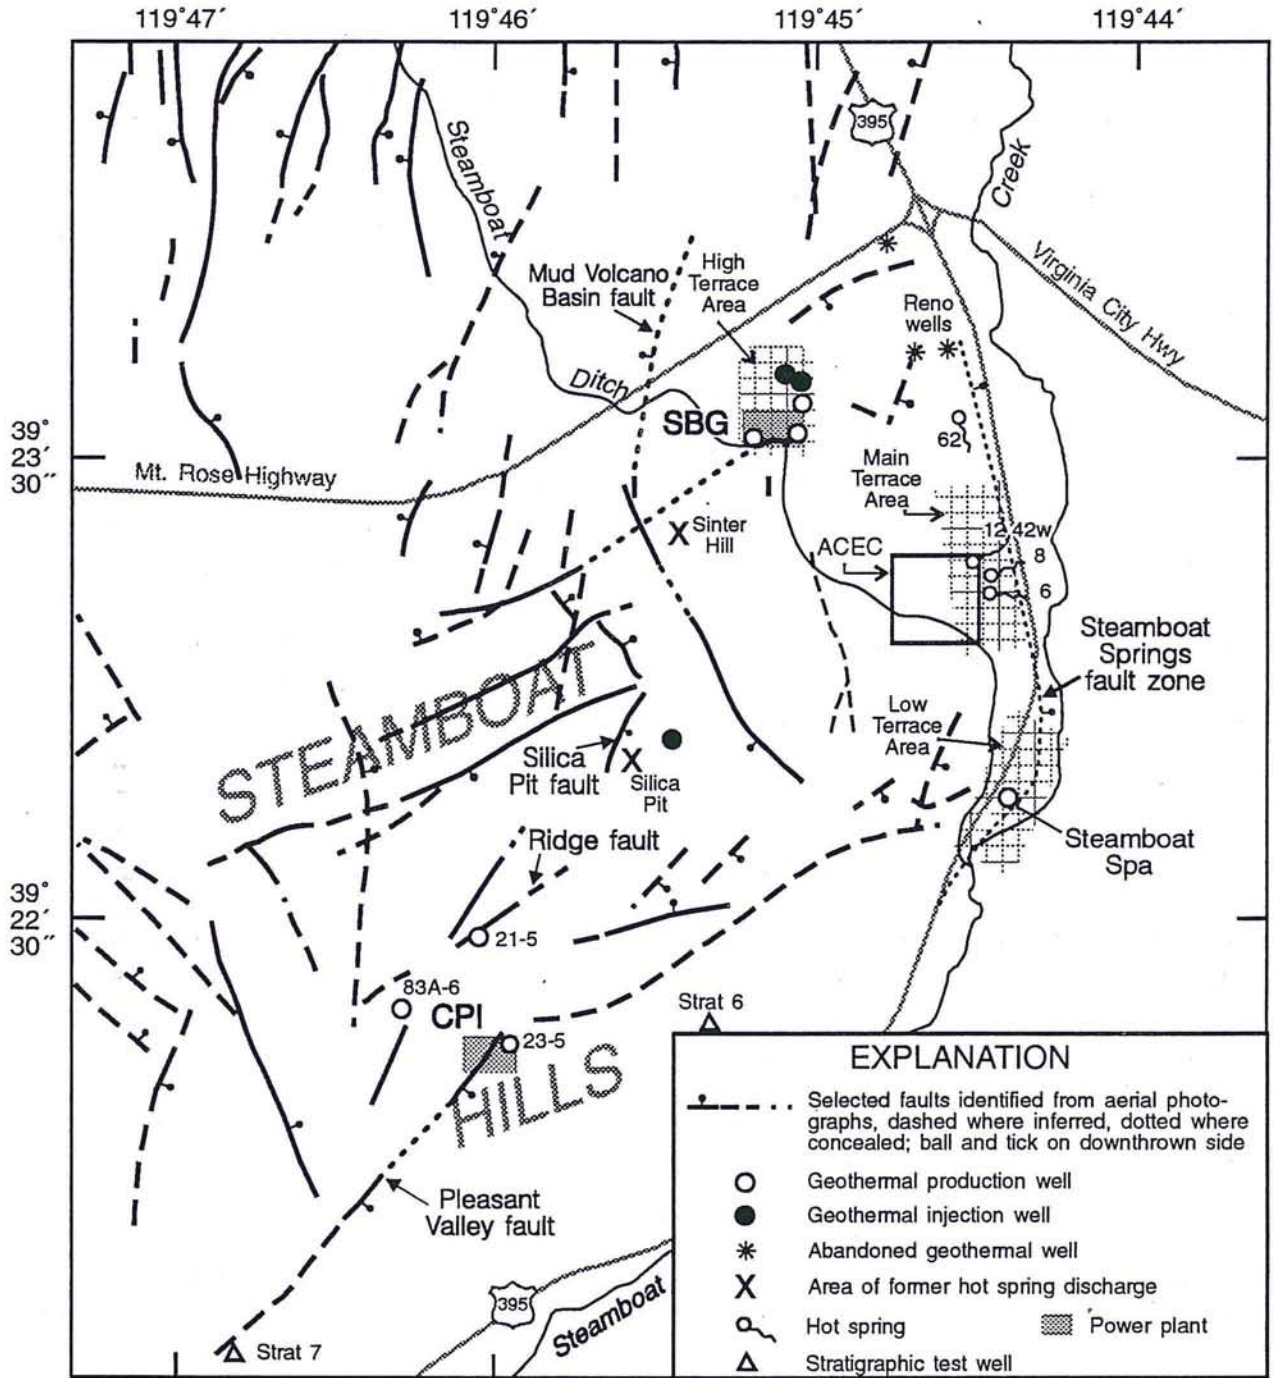 119°47´
119°46´
119°45´
119°44´
395
Steamboat
Creek
Virginia City Hwy
Mud Volcano
Basin fault
High
Terrace
Area
Reno
wells
Ditch
SBG
62
39°
23´
30˝
Mt. Rose Highway
Main
Terrace
Area
Sinter
Hill
12
42w
ACEC
8
6
Steamboat
Springs
fault zone
STEAMBOAT
Low
Terrace
Area
Silica
Pit fault
Silica
Pit
Ridge fault
Steamboat
Spa
39°
22´
30˝
21-5
83A-6
CPI
Strat 6
23-5
HILLS
Pleasant
Valley fault
395
Steamboat
Strat 7
EXPLANATION
Selected faults identified from aerial photo-
graphs, dashed where inferred, dotted where
concealed; ball and tick on downthrown side
Geothermal production well
Geothermal injection well
Abandoned geothermal well
Area of former hot spring discharge
Hot spring
Power plant
Stratigraphic test well